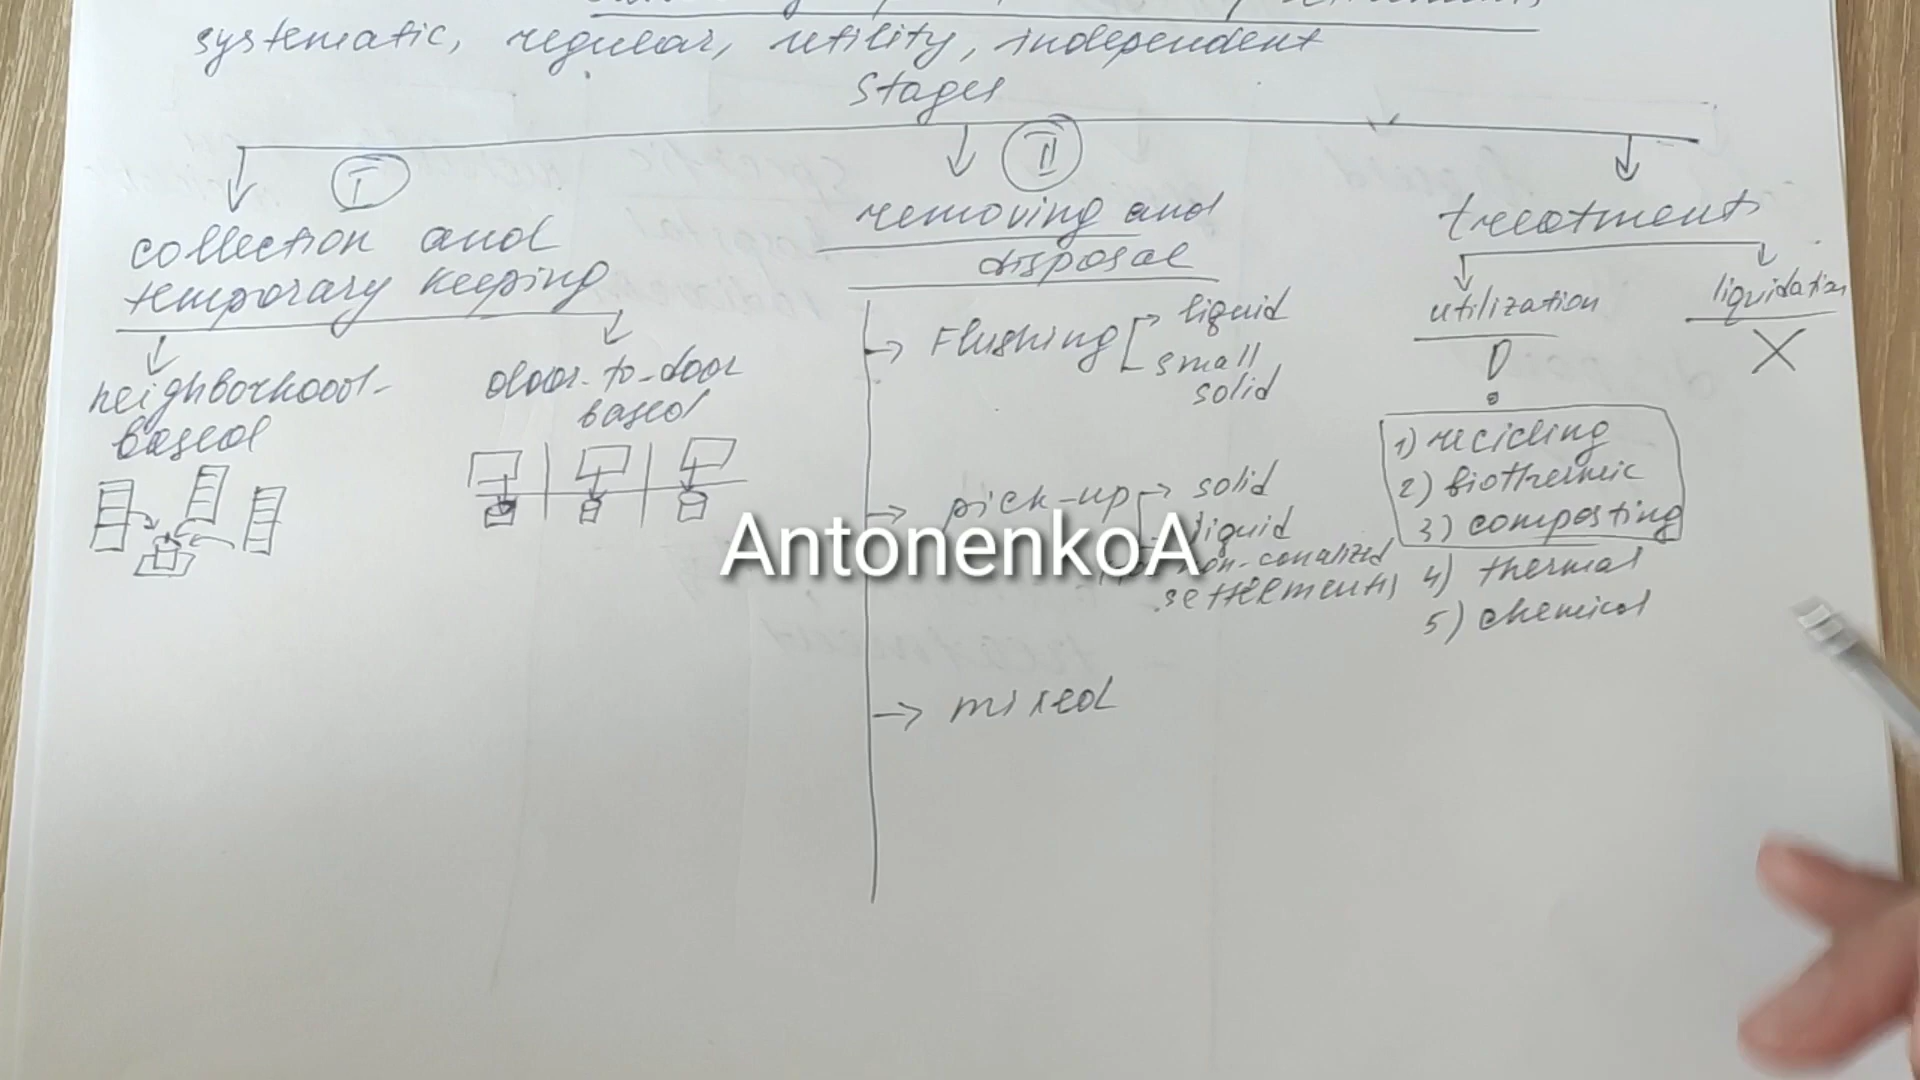 systematic, regular, utility, independent
Stages
I
collection and
temporary keeping
neighborhood-
based
door-to-door
based
II
removing and
disposal
Flushing
liquid
small
solid
pick-up
solid
liquid
non-canalized
settlements
mixed
treatment
utilization
liquidation
1) recicling
2) biothermic
3) composting
4) thermal
5) chemical
AntonenkoA